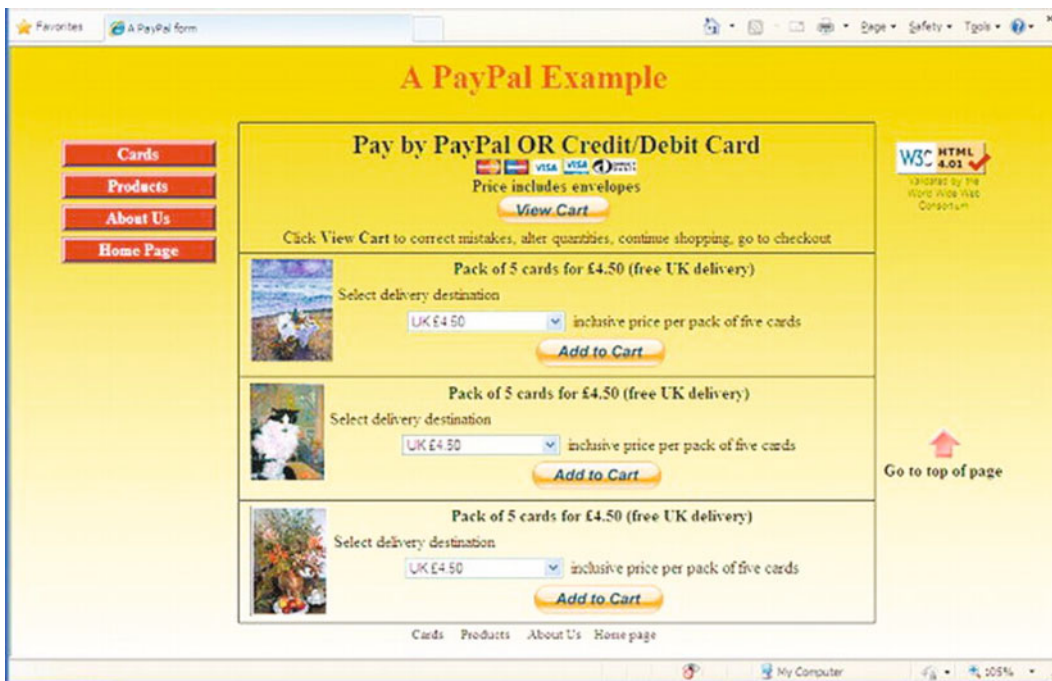 Favorites A PayPal form Page Safety Tools
A PayPal Example
Cards
Products
About Us
Home Page
Pay by PayPal OR Credit/Debit Card
VISA VISA
Price includes envelopes
View Cart
Click View Cart to correct mistakes, alter quantities, continue shopping, go to checkout
W3C HTML 4.01
Validated by the
World Wide Web
Consortium
Pack of 5 cards for £4.50 (free UK delivery)
Select delivery destination
UK £4.50 inclusive price per pack of five cards
Add to Cart
Pack of 5 cards for £4.50 (free UK delivery)
Select delivery destination
UK £4.50 inclusive price per pack of five cards
Add to Cart
Go to top of page
Pack of 5 cards for £4.50 (free UK delivery)
Select delivery destination
UK £4.50 inclusive price per pack of five cards
Add to Cart
Cards Products About Us Home page
My Computer 105%